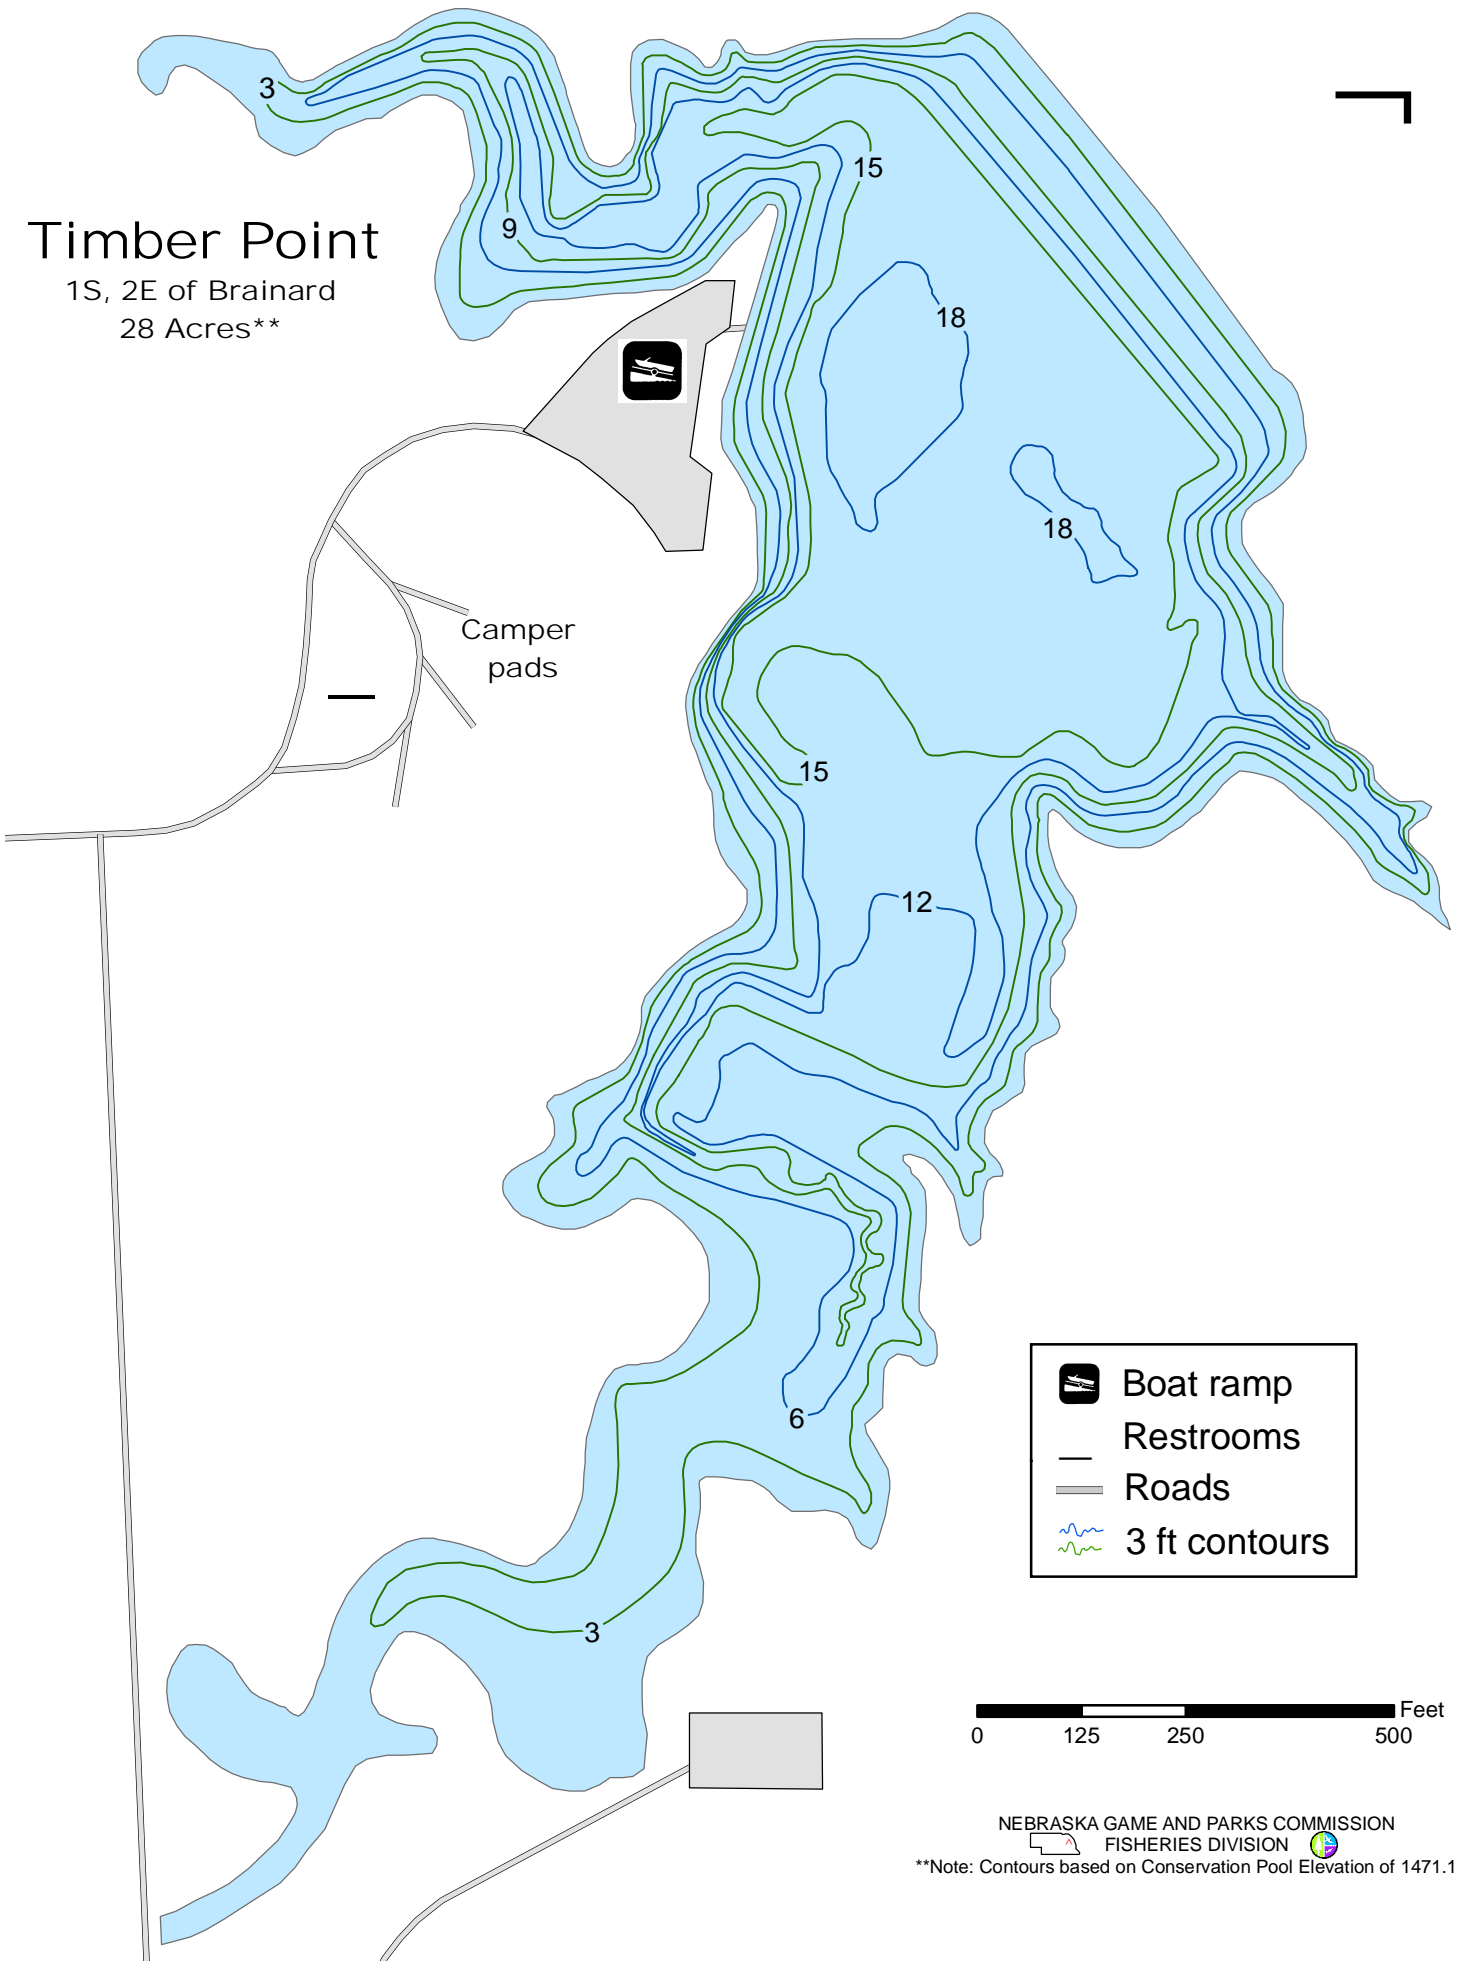 3
15
9
Timber Point
1S, 2E of Brainard
28 Acres**
18
18
Camper
pads
15
12
6
3
Boat ramp
Restrooms
Roads
3 ft contours
Feet
0 125 250 500
NEBRASKA GAME AND PARKS COMMISSION
FISHERIES DIVISION
**Note: Contours based on Conservation Pool Elevation of 1471.1